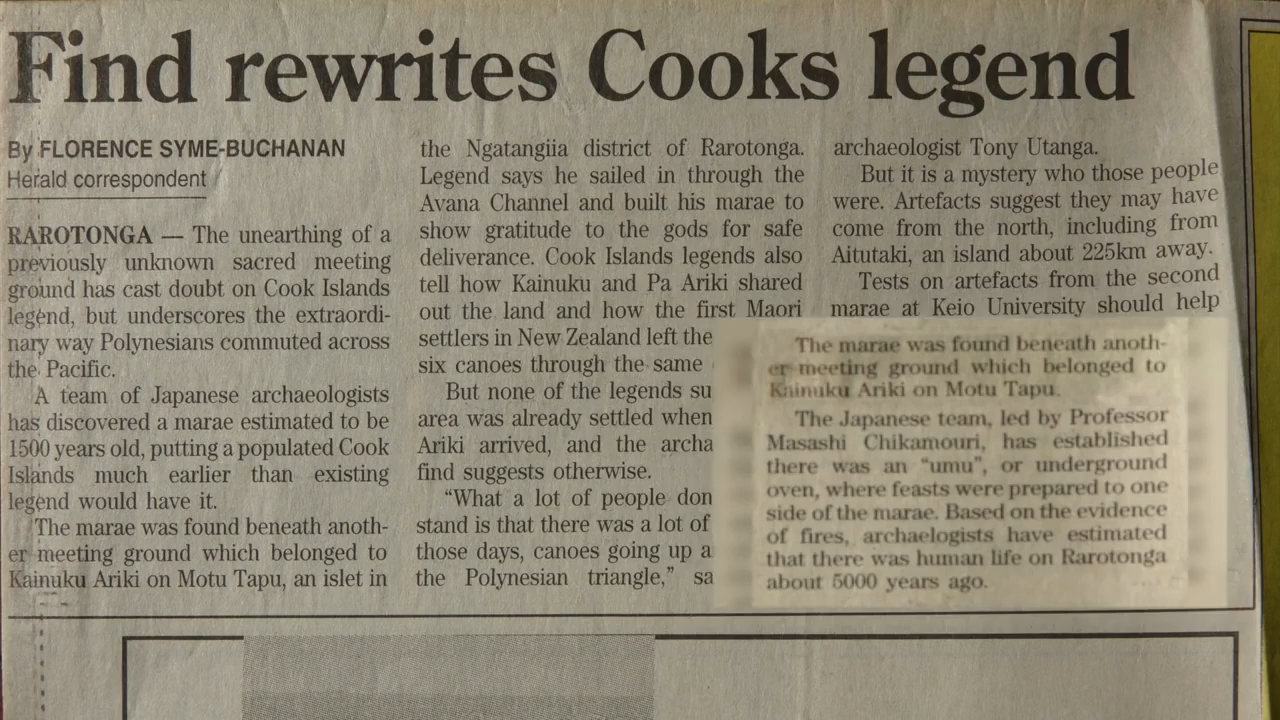 Find rewrites Cooks legend
By FLORENCE SYME-BUCHANAN
Herald correspondent
RAROTONGA — The unearthing of a
previously unknown sacred meeting
ground has cast doubt on Cook Islands
legend, but underscores the extraordi-
nary way Polynesians commuted across
the Pacific.
A team of Japanese archaeologists
has discovered a marae estimated to be
1500 years old, putting a populated Cook
Islands much earlier than existing
legend would have it.
The marae was found beneath anoth-
er meeting ground which belonged to
Kainuku Ariki on Motu Tapu, an islet in
the Ngatangiia district of Rarotonga.
Legend says he sailed in through the
Avana Channel and built his marae to
show gratitude to the gods for safe
deliverance. Cook Islands legends also
tell how Kainuku and Pa Ariki shared
out the land and how the first Maori
settlers in New Zealand left the
six canoes through the same
But none of the legends su
area was already settled when
Ariki arrived, and the archa
find suggests otherwise.
“What a lot of people don
stand is that there was a lot of
those days, canoes going up a
the Polynesian triangle,” sa
archaeologist Tony Utanga.
But it is a mystery who those people
were. Artefacts suggest they may have
come from the north, including from
Aitutaki, an island about 225km away.
Tests on artefacts from the second
marae at Keio University should help
The marae was found beneath anoth-
er meeting ground which belonged to
Kainuku Ariki on Motu Tapu.
The Japanese team, led by Professor
Masashi Chikamouri, has established
there was an “umu”, or underground
oven, where feasts were prepared to one
side of the marae. Based on the evidence
of fires, archaelogists have estimated
that there was human life on Rarotonga
about 5000 years ago.